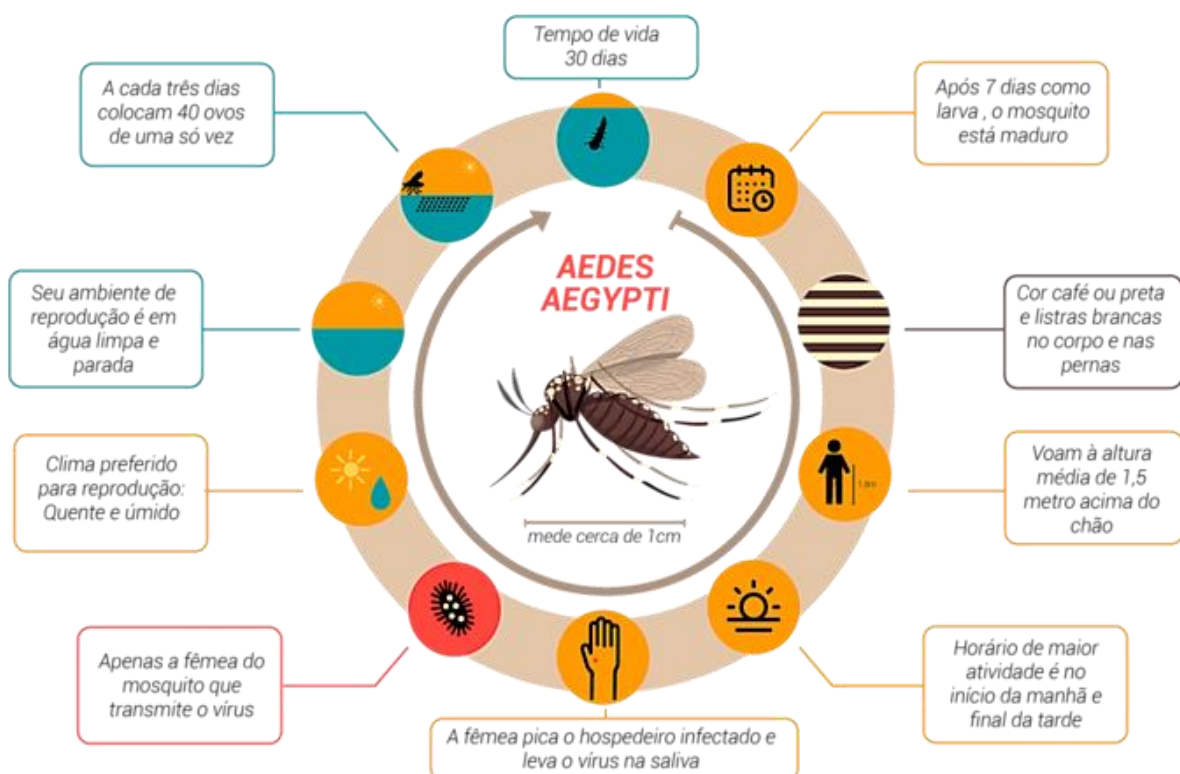 Tempo de vida
30 dias
Após 7 dias como
larva , o mosquito
está maduro
Cor café ou preta
e listras brancas
no corpo e nas
pernas
Voam à altura
média de 1,5
metro acima do
chão
Horário de maior
atividade é no
início da manhã e
final da tarde
A fêmea pica o hospedeiro infectado e
leva o vírus na saliva
Apenas a fêmea do
mosquito que
transmite o vírus
Clima preferido
para reprodução:
Quente e úmido
Seu ambiente de
reprodução é em
água limpa e
parada
A cada três dias
colocam 40 ovos
de uma só vez
AEDES
AEGYPTI
mede cerca de 1cm